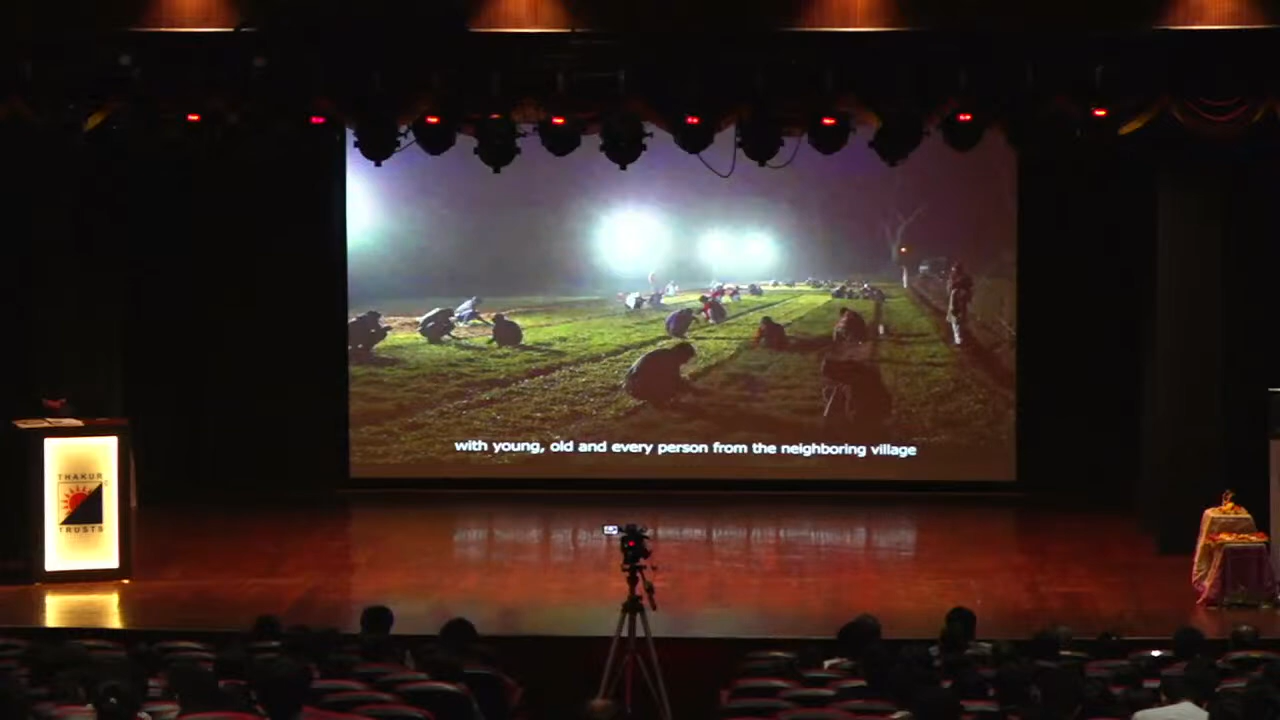 with young, old and every person from the neighboring village
THAKUR
TRUSTS